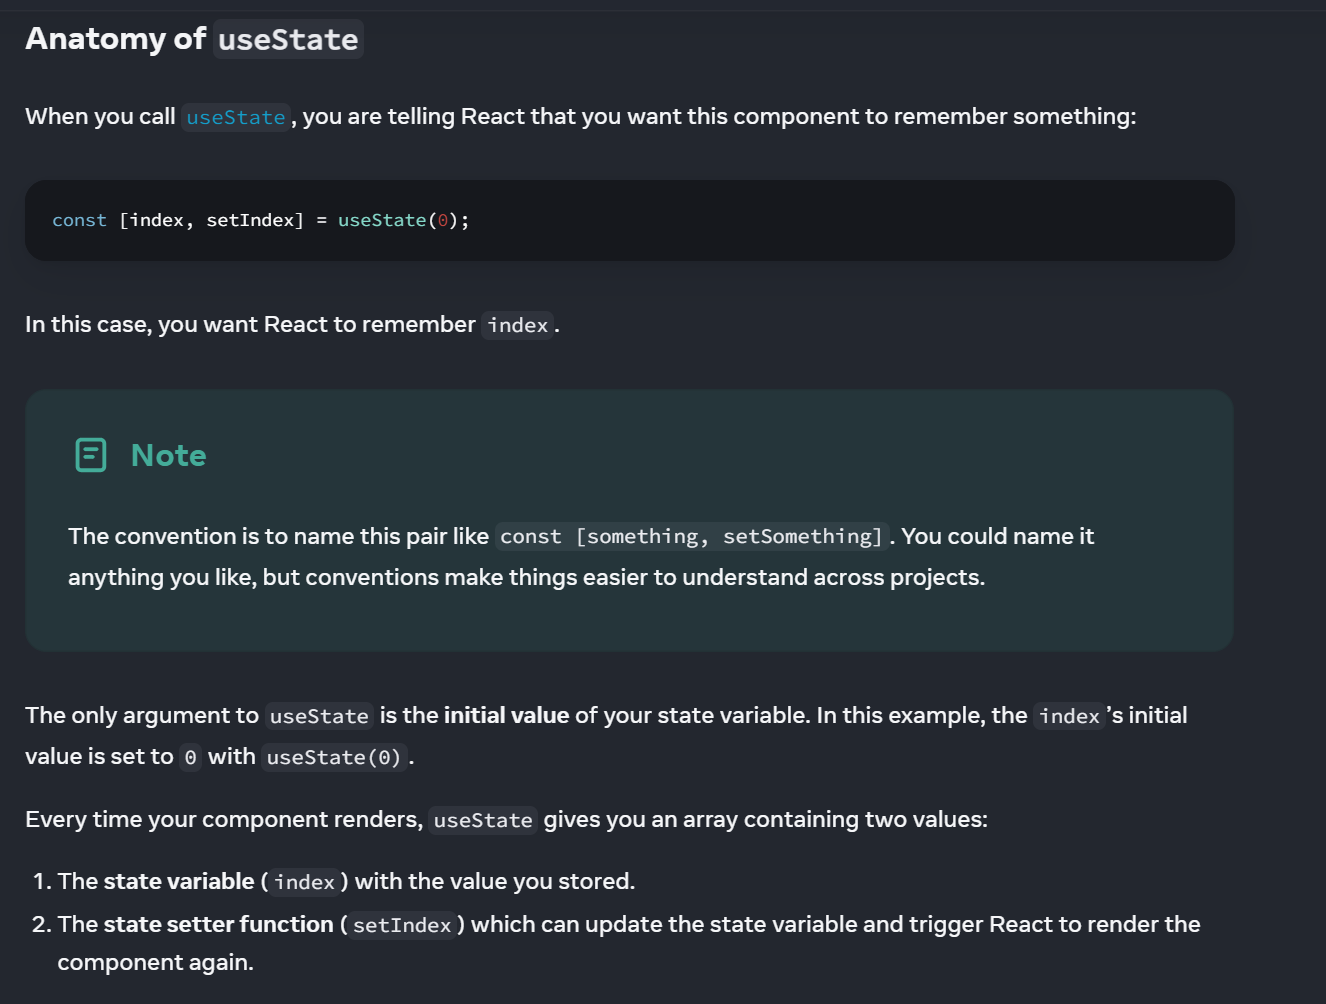 Anatomy of useState
When you call useState, you are telling React that you want this component to remember something:
const [index, setIndex] = useState(0);
In this case, you want React to remember index.
Note
The convention is to name this pair like const [something, setSomething]. You could name it
anything you like, but conventions make things easier to understand across projects.
The only argument to useState is the initial value of your state variable. In this example, the index’s initial
value is set to 0 with useState(0).
Every time your component renders, useState gives you an array containing two values:
1. The state variable (index) with the value you stored.
2. The state setter function (setIndex) which can update the state variable and trigger React to render the
component again.